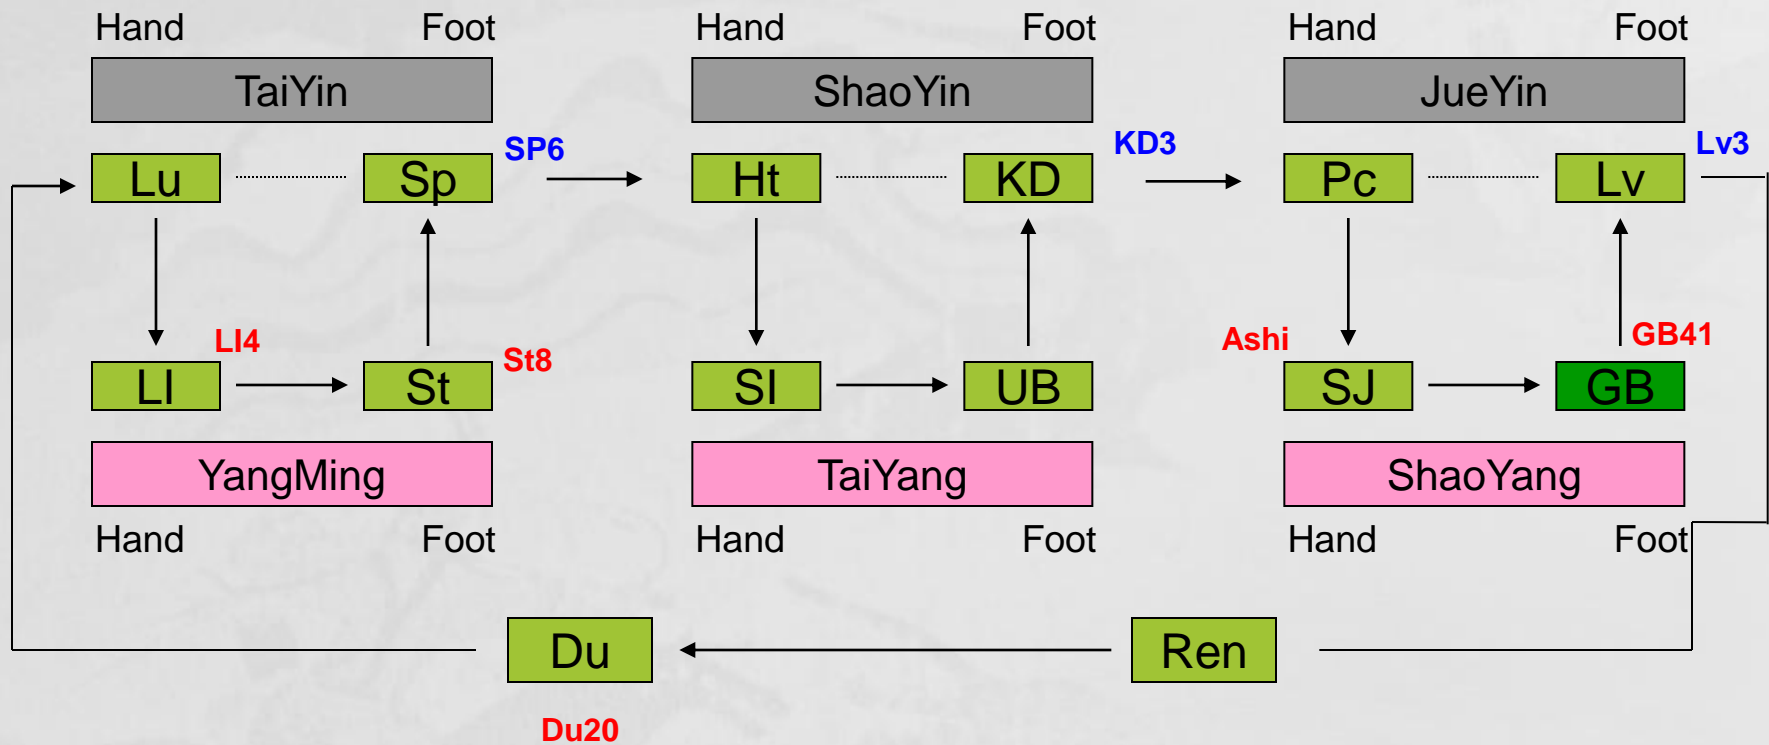 Hand Foot Hand Foot Hand Foot
TaiYin ShaoYin JueYin
SP6 KD3 Lv3
Lu Sp Ht KD Pc Lv
LI4 St8 Ashi GB41
LI St SI UB SJ GB
YangMing TaiYang ShaoYang
Hand Foot Hand Foot Hand Foot
Du Ren
Du20